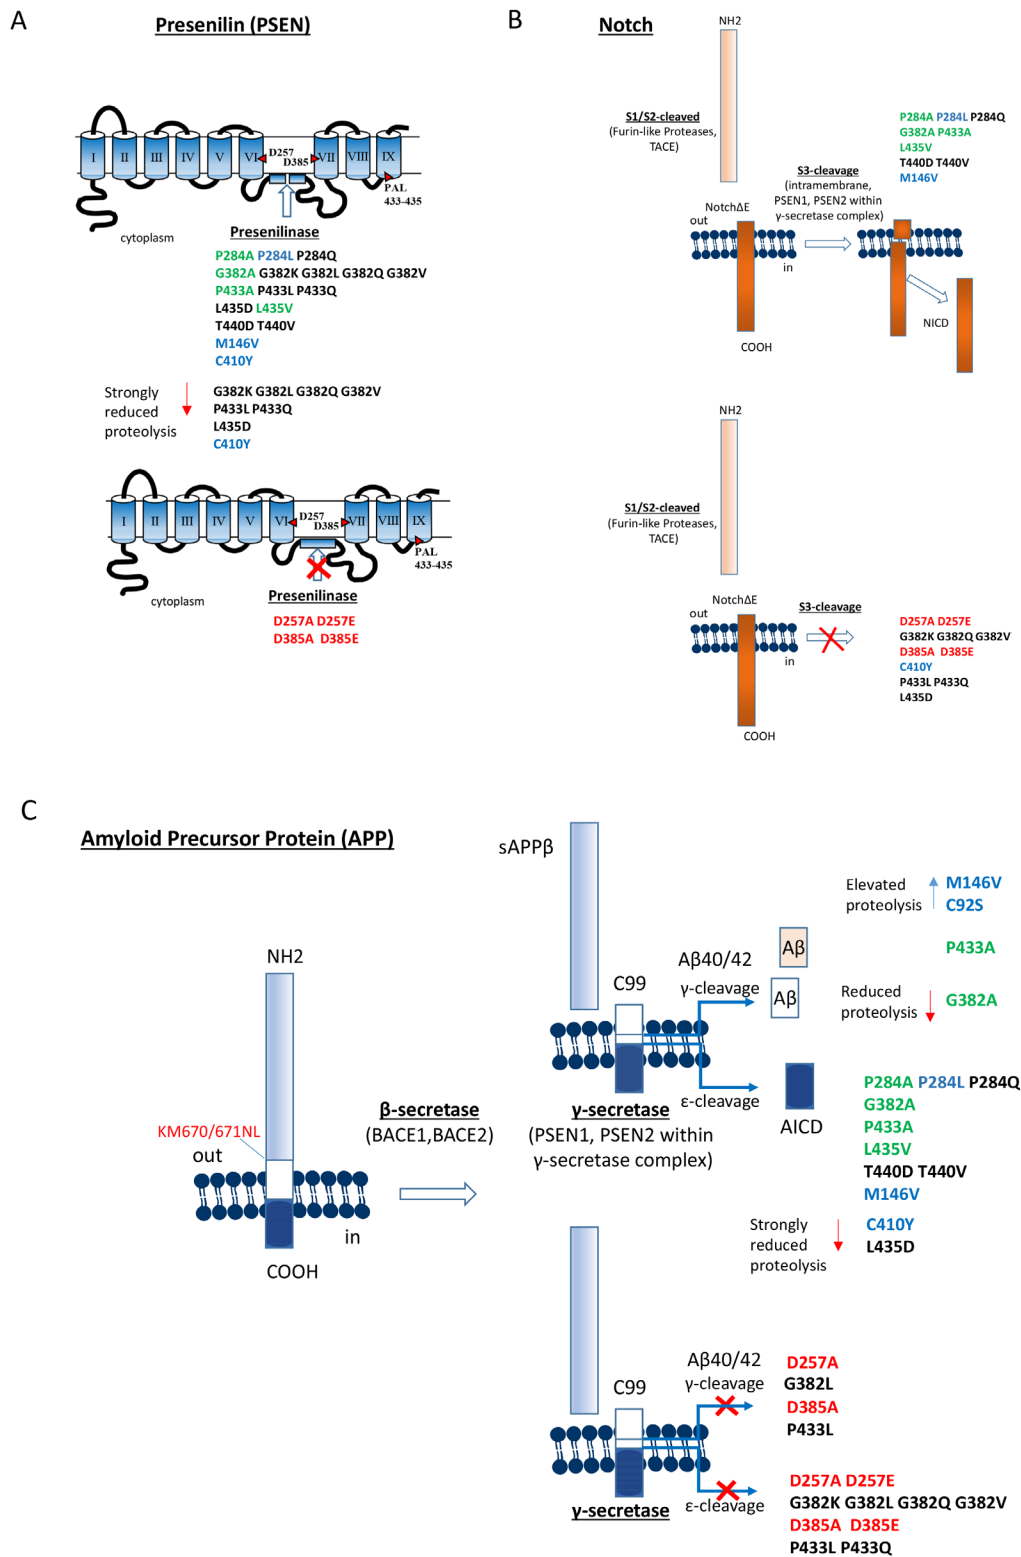 A
Presenilin (PSEN)
I II III IV V VI VII VIII IX
D257
D385
PAL
433-435
cytoplasm
Presenilinase
P284A P284L P284Q
G382A G382K G382L G382Q G382V
P433A P433L P433Q
L435D L435V
T440D T440V
M146V
C410Y
Strongly
reduced
proteolysis
G382K G382L G382Q G382V
P433L P433Q
L435D
C410Y
I II III IV V VI VII VIII IX
D257
D385
PAL
433-435
cytoplasm
Presenilinase
D257A D257E
D385A D385E
B
Notch
NH2
S1/S2-cleaved
(Furin-like Proteases,
TACE)
P284A P284L P284Q
G382A P433A
L435V
T440D T440V
M146V
S3-cleavage
(intramembrane,
PSEN1, PSEN2 within
γ-secretase complex)
NotchΔE
out
in
NICD
COOH
NH2
S1/S2-cleaved
(Furin-like Proteases,
TACE)
NotchΔE
out
in
S3-cleavage
D257A D257E
G382K G382Q G382V
D385A D385E
C410Y
P433L P433Q
L435D
COOH
C
Amyloid Precursor Protein (APP)
NH2
KM670/671NL
out
in
COOH
β-secretase
(BACE1,BACE2)
sAPPβ
C99
γ-secretase
(PSEN1, PSEN2 within
γ-secretase complex)
Aβ40/42
γ-cleavage
ε-cleavage
Aβ
Aβ
AICD
Elevated
proteolysis
M146V
C92S
P433A
Reduced
proteolysis
G382A
P284A P284L P284Q
G382A
P433A
L435V
T440D T440V
M146V
Strongly
reduced
proteolysis
C410Y
L435D
C99
γ-secretase
Aβ40/42
γ-cleavage
D257A
G382L
D385A
P433L
ε-cleavage
D257A D257E
G382K G382L G382Q G382V
D385A D385E
P433L P433Q